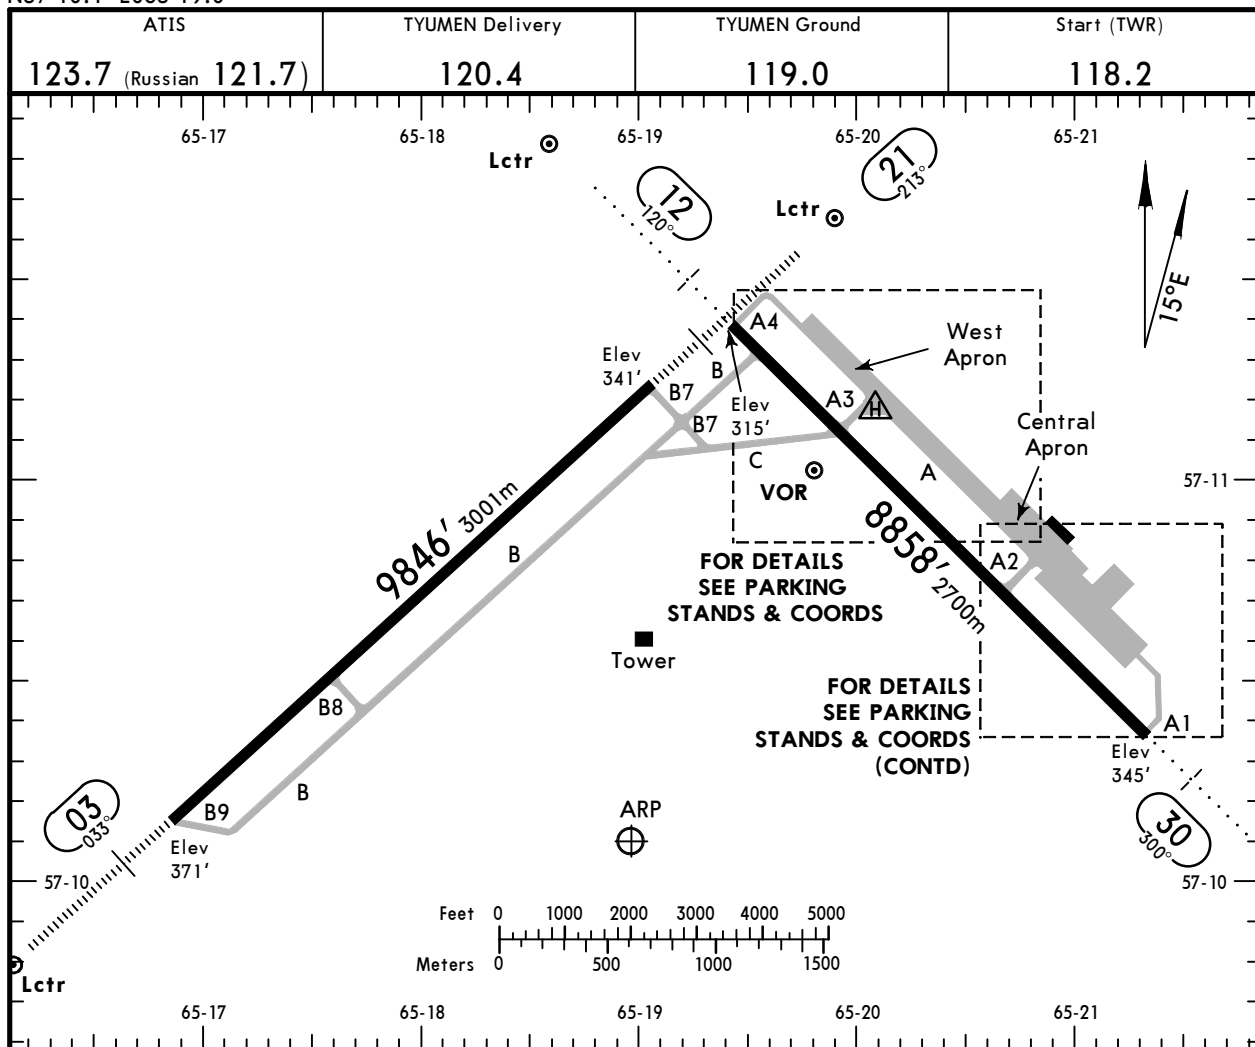 ATIS
TYUMEN Delivery
TYUMEN Ground
Start (TWR)
123.7 (Russian 121.7)
120.4
119.0
118.2
65-17
65-18
65-19
65-20
65-21
Lctr
12
120°
21
213°
Lctr
15°E
A4
West
Apron
Elev
341'
B
B7
B7
Elev
315'
A3
H
Central
Apron
C
VOR
A
57-11
9846' 3001m
8858' 2700m
B
A2
FOR DETAILS
SEE PARKING
STANDS & COORDS
Tower
FOR DETAILS
SEE PARKING
STANDS & COORDS
(CONTD)
B8
A1
Elev
345'
B
B9
03
033°
Elev
371'
ARP
30
300°
57-10
57-10
Feet 0 1000 2000 3000 4000 5000
Meters 0 500 1000 1500
Lctr
65-17
65-18
65-19
65-20
65-21